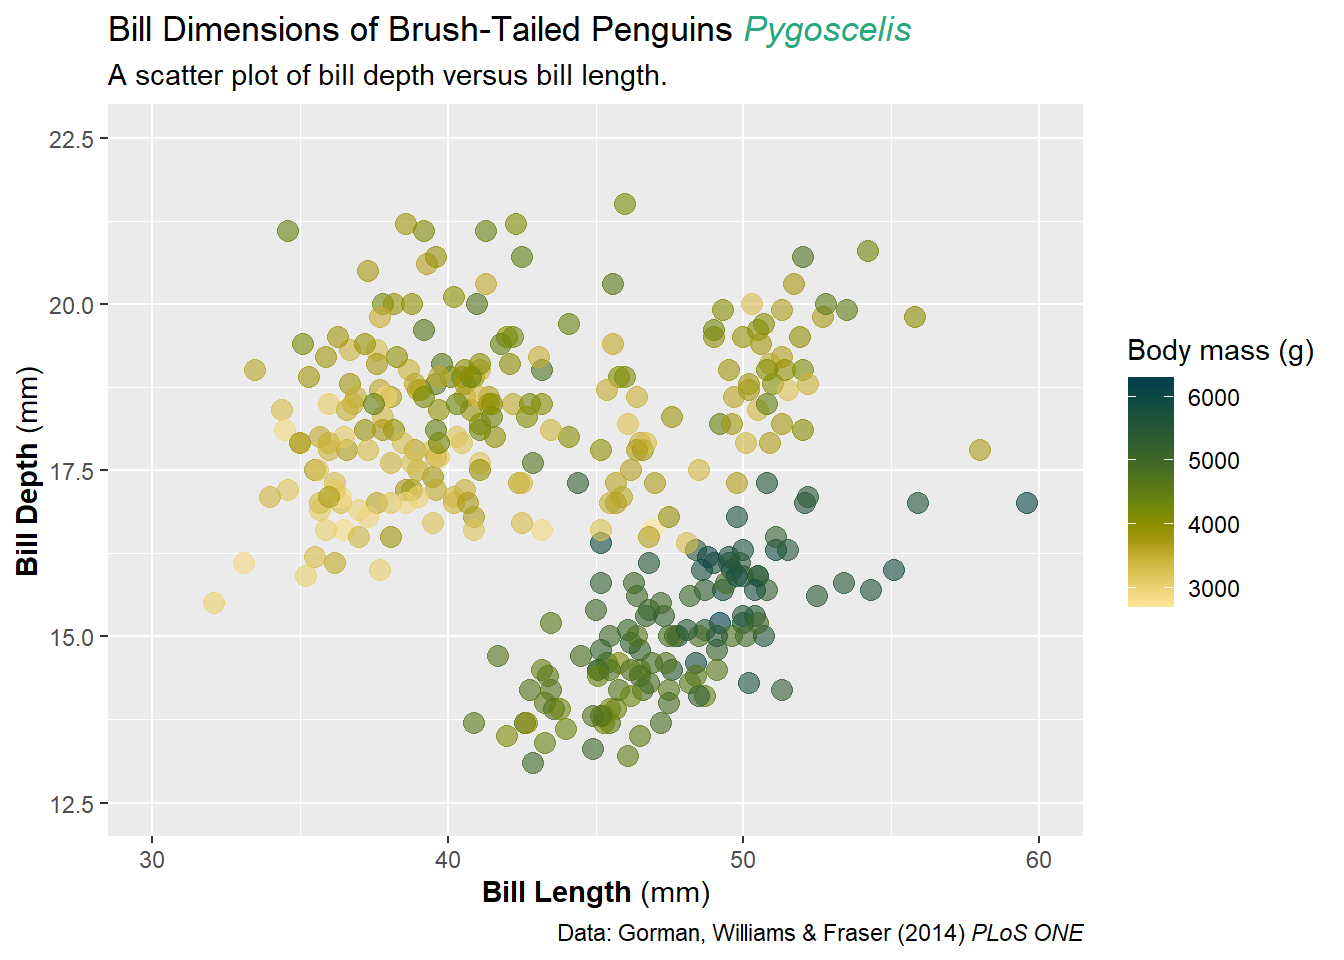 Bill Dimensions of Brush-Tailed Penguins Pygoscelis
A scatter plot of bill depth versus bill length.
22.5
20.0
17.5
15.0
12.5
Bill Depth (mm)
30 40 50 60
Bill Length (mm)
Body mass (g)
6000
5000
4000
3000
Data: Gorman, Williams & Fraser (2014) PLoS ONE